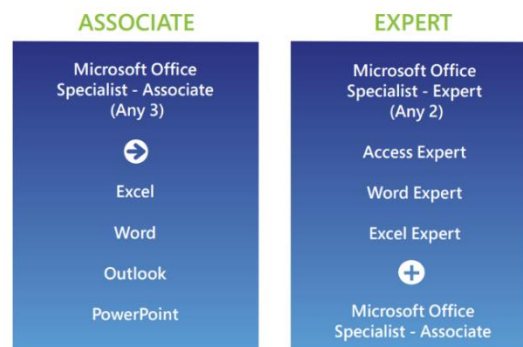 ASSOCIATE
Microsoft Office
Specialist - Associate
(Any 3)
Excel
Word
Outlook
PowerPoint
EXPERT
Microsoft Office
Specialist - Expert
(Any 2)
Access Expert
Word Expert
Excel Expert
Microsoft Office
Specialist - Associate